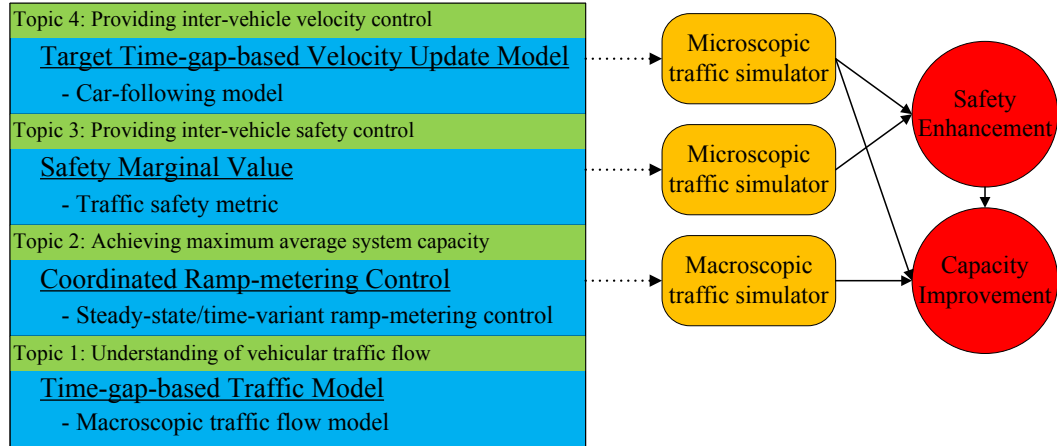 Topic 4: Providing inter-vehicle velocity control
Target Time-gap-based Velocity Update Model
- Car-following model
Topic 3: Providing inter-vehicle safety control
Safety Marginal Value
- Traffic safety metric
Topic 2: Achieving maximum average system capacity
Coordinated Ramp-metering Control
- Steady-state/time-variant ramp-metering control
Topic 1: Understanding of vehicular traffic flow
Time-gap-based Traffic Model
- Macroscopic traffic flow model
Microscopic
traffic simulator
Microscopic
traffic simulator
Macroscopic
traffic simulator
Safety
Enhancement
Capacity
Improvement